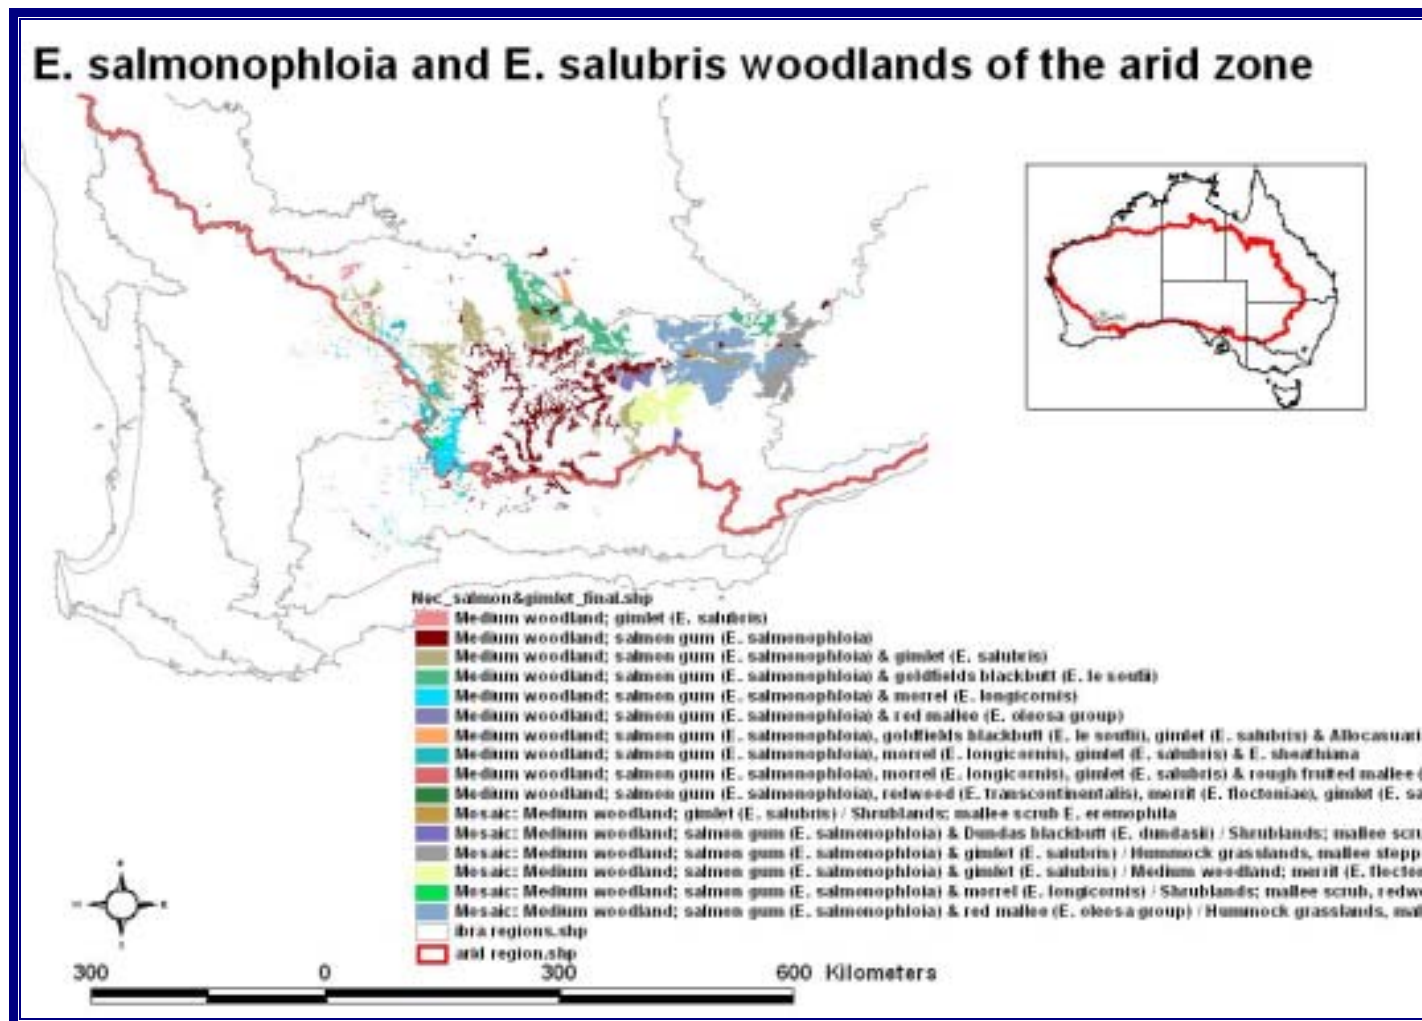 E. salmonophloia and E. salubris woodlands of the arid zone
Nec_salmon&gimlet_final.shp
Medium woodland; gimlet (E. salubris)
Medium woodland; salmon gum (E. salmonophloia)
Medium woodland; salmon gum (E. salmonophloia) & gimlet (E. salubris)
Medium woodland; salmon gum (E. salmonophloia) & goldfields blackbutt (E. le soufii)
Medium woodland; salmon gum (E. salmonophloia) & morrel (E. longicornis)
Medium woodland; salmon gum (E. salmonophloia) & red mallee (E. oleosa group)
Medium woodland; salmon gum (E. salmonophloia), goldfields blackbutt (E. le soufii), gimlet (E. salubris) & Allocasuari
Medium woodland; salmon gum (E. salmonophloia), morrel (E. longicornis), gimlet (E. salubris) & E. sheathiana
Medium woodland; salmon gum (E. salmonophloia), morrel (E. longicornis), gimlet (E. salubris) & rough fruited mallee (
Medium woodland; salmon gum (E. salmonophloia), redwood (E. transcontinentalis), merrit (E. floctoniae), gimlet (E. sa
Mosaic: Medium woodland; gimlet (E. salubris) / Shrublands; mallee scrub E. eremophila
Mosaic: Medium woodland; salmon gum (E. salmonophloia) & Dundas blackbutt (E. dundasii) / Shrublands; mallee scru
Mosaic: Medium woodland; salmon gum (E. salmonophloia) & gimlet (E. salubris) / Hummock grasslands, mallee stepp
Mosaic: Medium woodland; salmon gum (E. salmonophloia) & gimlet (E. salubris) / Medium woodland; merrit (E. flocto
Mosaic: Medium woodland; salmon gum (E. salmonophloia) & morrel (E. longicornis) / Shrublands; mallee scrub, redwo
Mosaic: Medium woodland; salmon gum (E. salmonophloia) & red mallee (E. oleosa group) / Hummock grasslands, mal
ibra regions.shp
arid region.shp
300 0 300 600 Kilometers